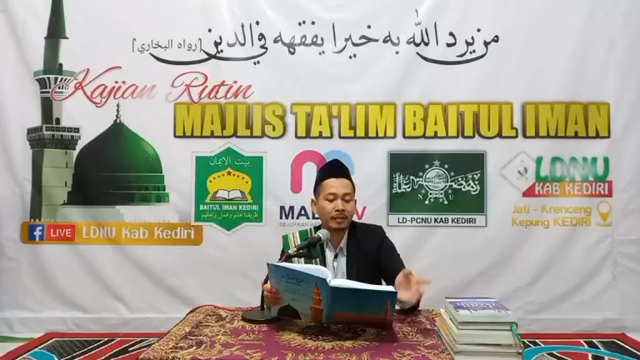 من يرد الله به خيرا يفقهه في الدين [رواه البخاري]
Kajian Rutin
MAJLIS TA'LIM BAITUL IMAN
بيت الإيمان
BAITUL IMAN KEDIRI
LD-PCNU KAB KEDIRI
LDNU
KAB KEDIRI
Jati - Krenceng
Kepung KEDIRI
f LIVE LDNU Kab Kediri